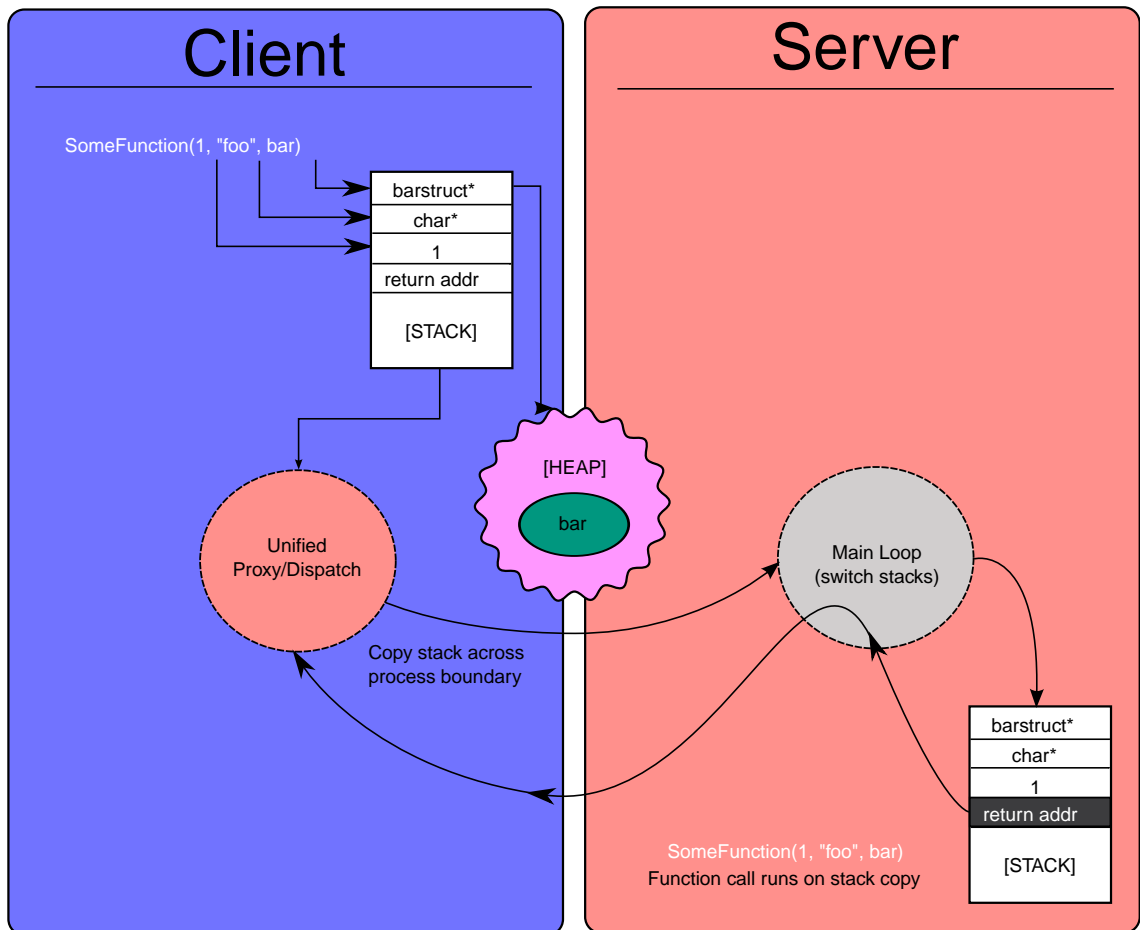 Client
SomeFunction(1, "foo", bar)
barstruct*
char*
1
return addr
[STACK]
Unified
Proxy/Dispatch
Copy stack across
process boundary
[HEAP]
bar
Server
Main Loop
(switch stacks)
barstruct*
char*
1
return addr
[STACK]
SomeFunction(1, "foo", bar)
Function call runs on stack copy